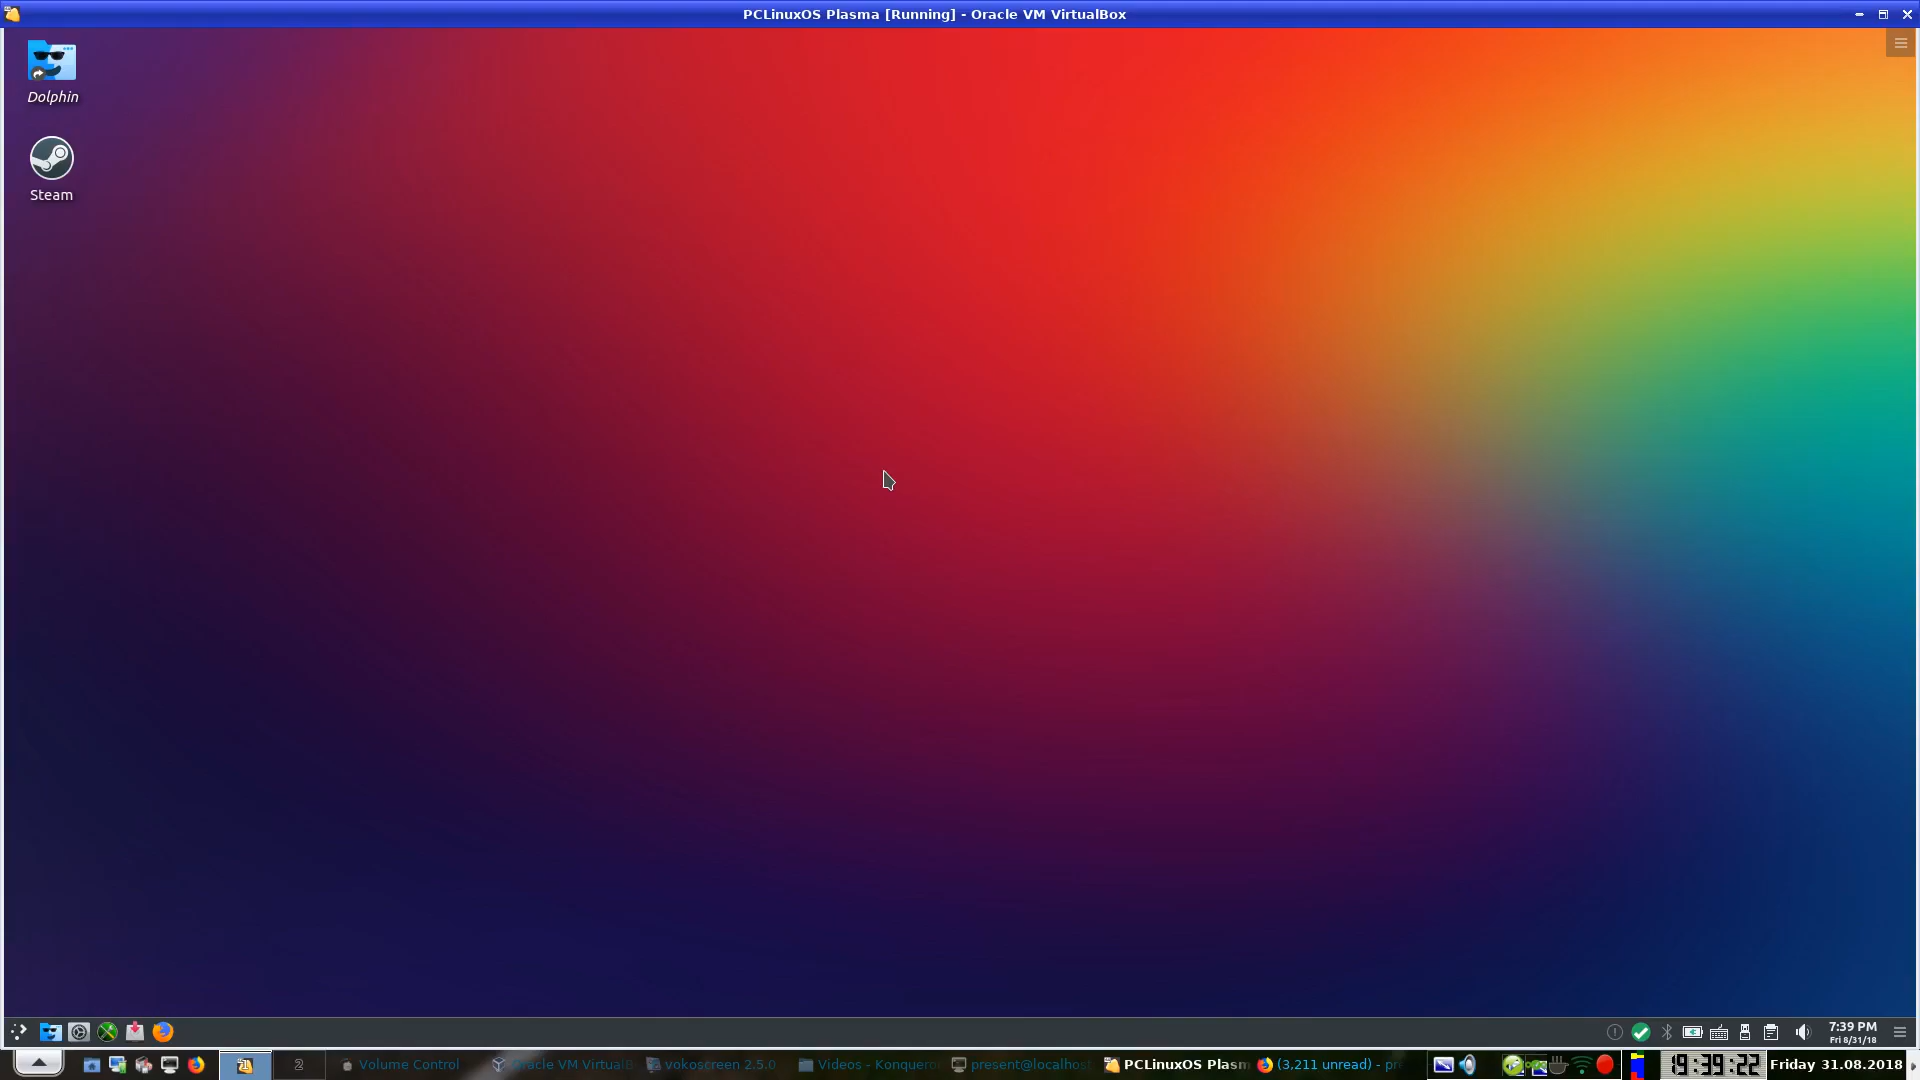 PCLinuxOS Plasma [Running] - Oracle VM VirtualBox
Dolphin
Steam
7:39 PM
Fri 8/31/18
2
Volume Control
Oracle VM VirtualB
vokoscreen 2.5.0
Videos - Konquero
present@localhos
PCLinuxOS Plasm
(3,211 unread) - pr
19:39:22
Friday 31.08.2018